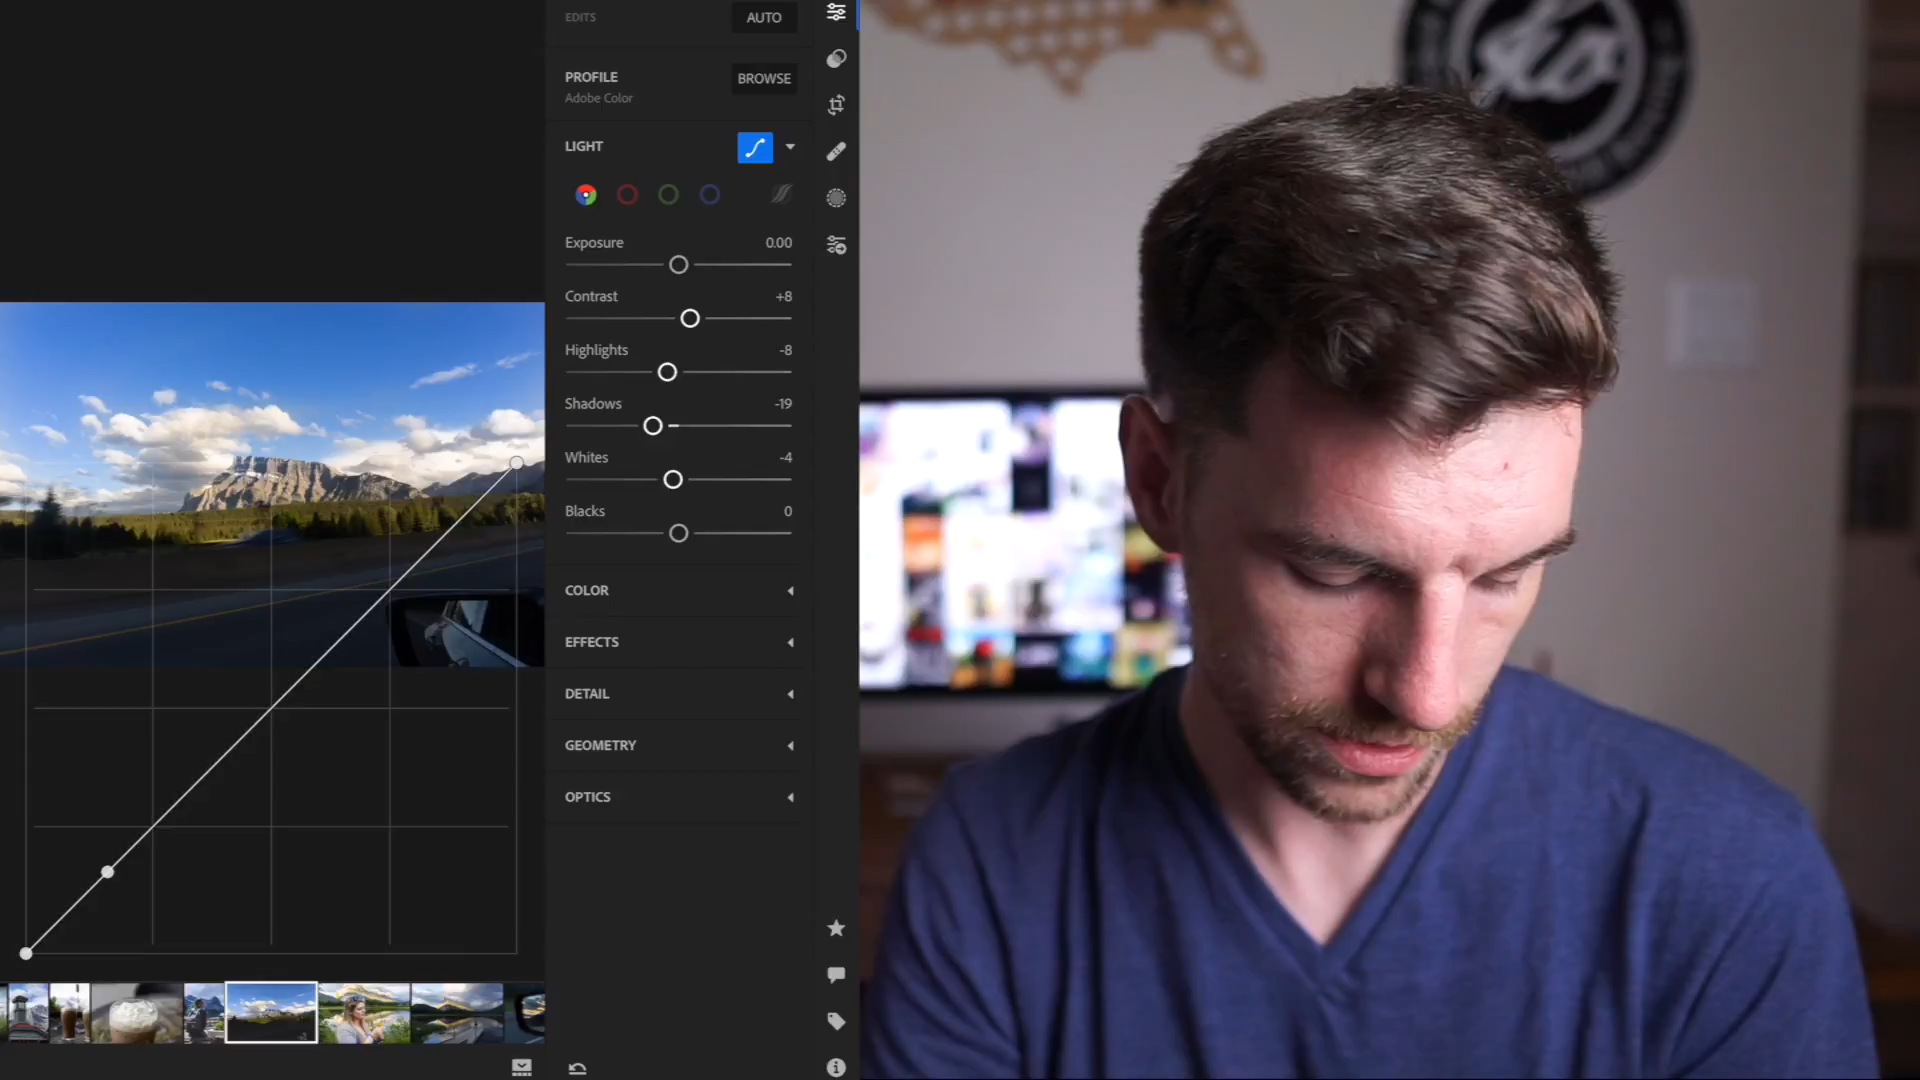 EDITS
AUTO
PROFILE
BROWSE
Adobe Color
LIGHT
Exposure 0.00
Contrast +8
Highlights -8
Shadows -19
Whites -4
Blacks 0
COLOR
EFFECTS
DETAIL
GEOMETRY
OPTICS